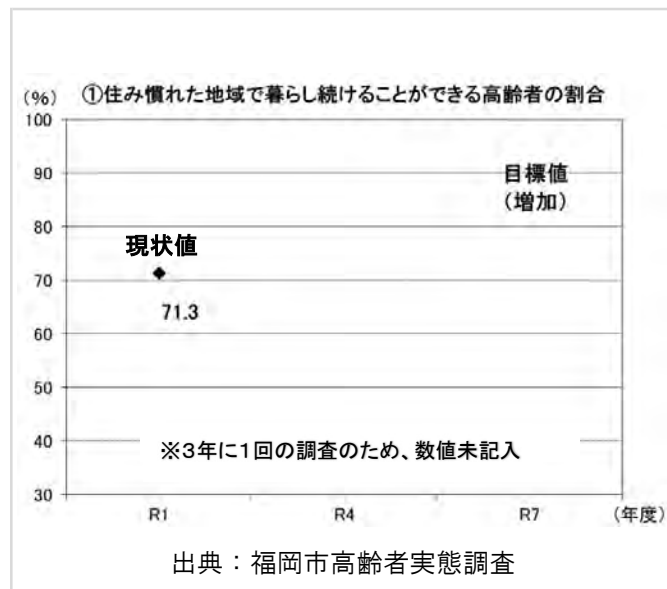 (%) ①住み慣れた地域で暮らし続けることができる高齢者の割合
100
90
目標値
(増加)
80
現状値
70
71.3
60
50
40
※3年に1回の調査のため、数値未記入
30
R1 R4 R7 (年度)
出典：福岡市高齢者実態調査